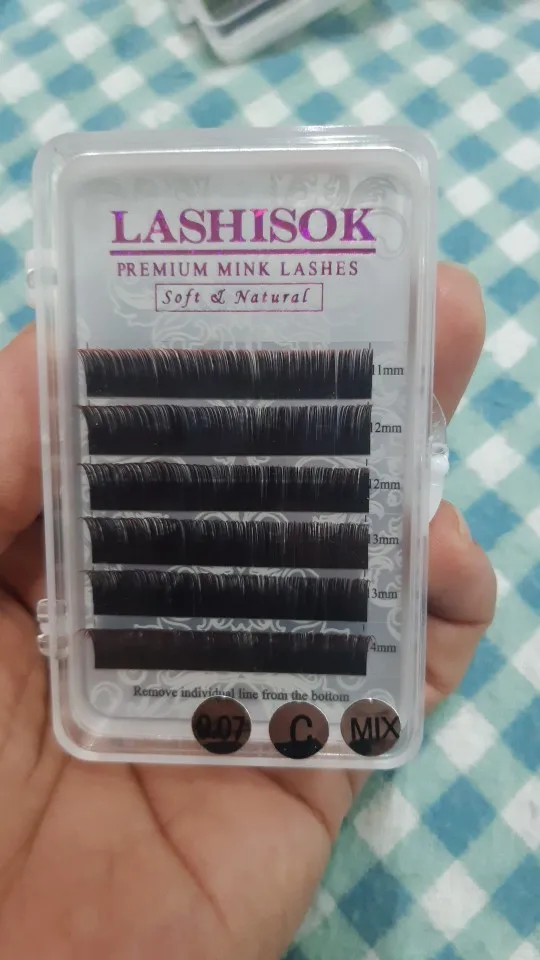 LASHISOK
PREMIUM MINK LASHES
Soft & Natural
11mm
12mm
12mm
13mm
13mm
4mm
Remove individual line from the bottom
0.07 C MIX